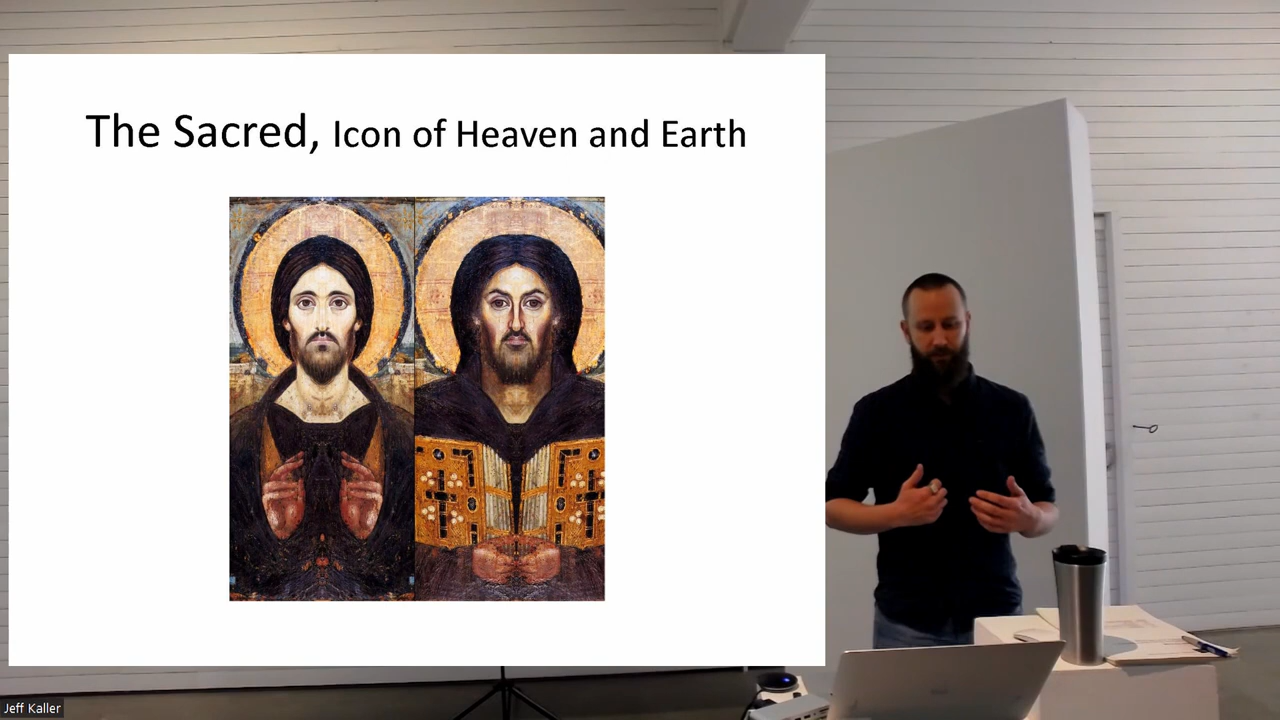 The Sacred, Icon of Heaven and Earth
Jeff Kaller